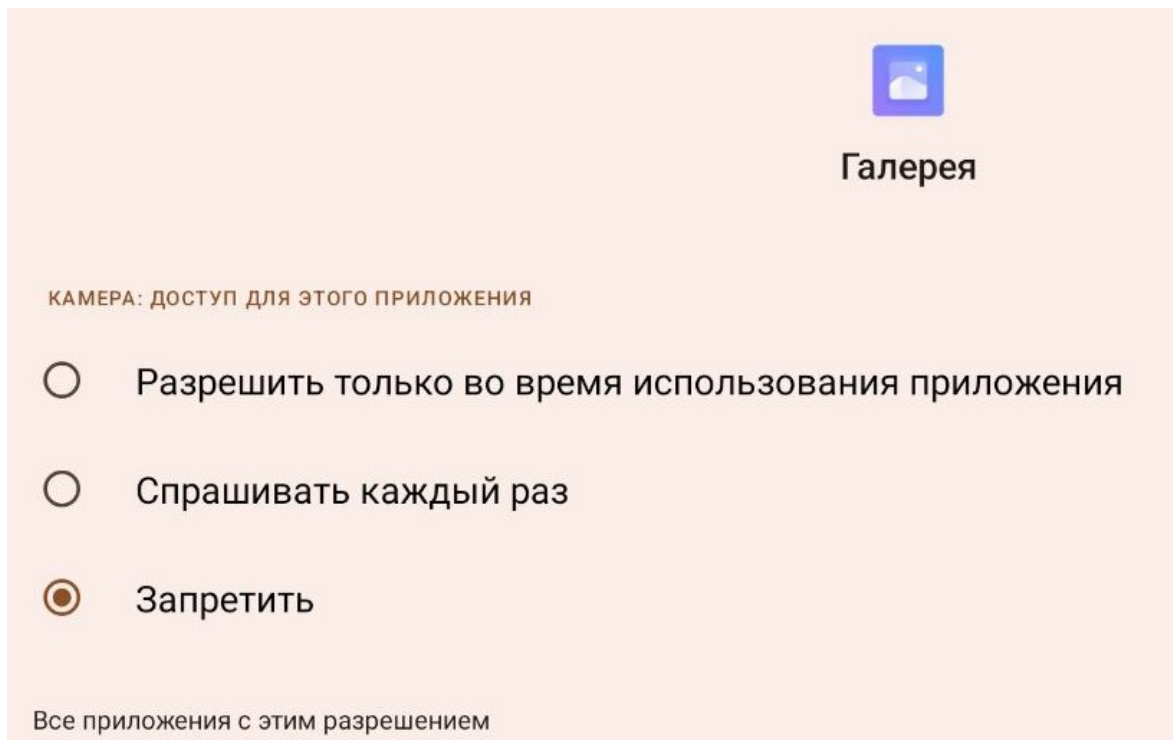 Галерея
КАМЕРА: ДОСТУП ДЛЯ ЭТОГО ПРИЛОЖЕНИЯ
Разрешить только во время использования приложения
Спрашивать каждый раз
Запретить
Все приложения с этим разрешением